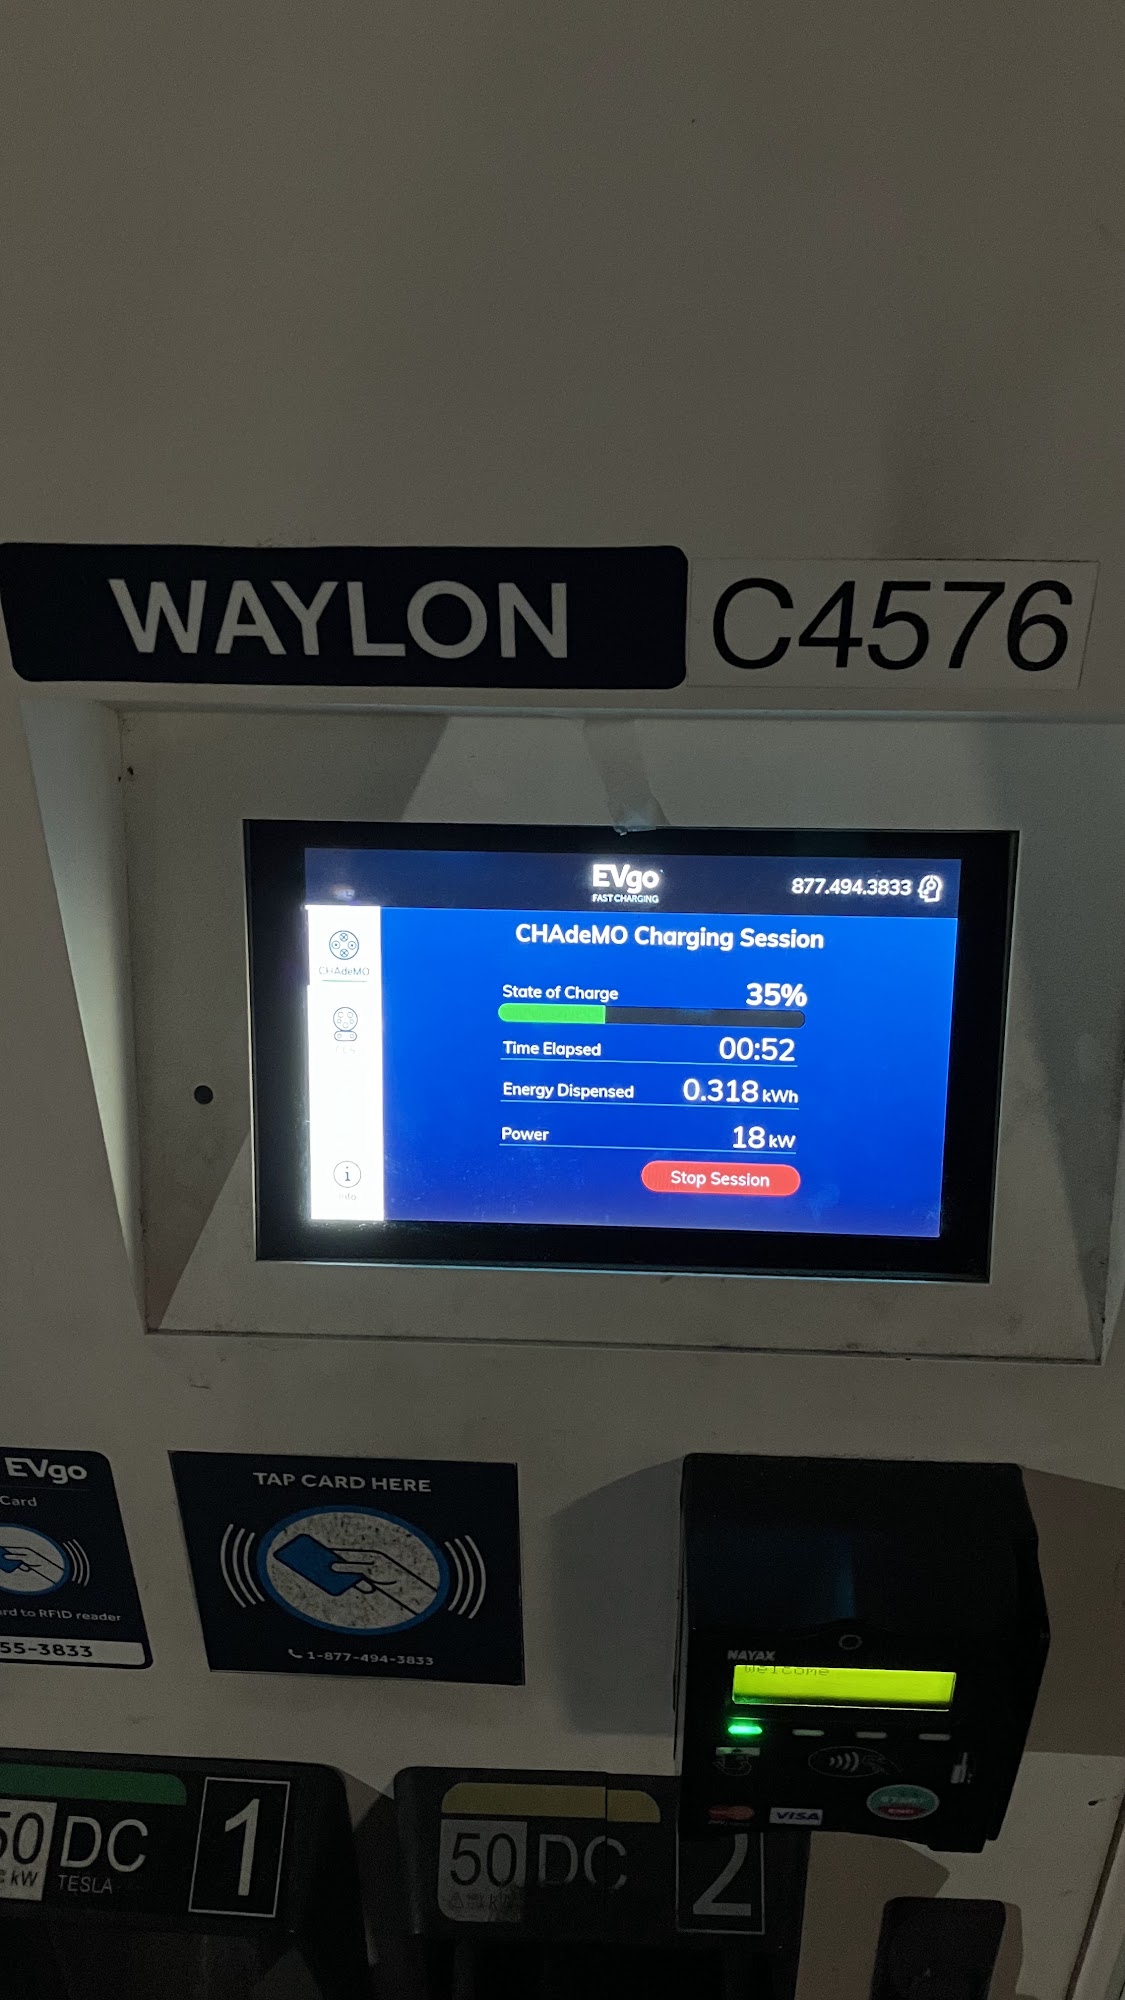 WAYLON
C4576
EVgo
FAST CHARGING
877.494.3833
CHAdeMO Charging Session
CHAdeMO
State of Charge 35%
Time Elapsed 00:52
Energy Dispensed 0.318 kWh
Power 18 kW
Stop Session
i
Info
EVgo
Card
to RFID reader
55-3833
TAP CARD HERE
1-877-494-3833
NAYAX
Welcome
VISA
START
50 DC 1
kW TESLA
50 DC 2